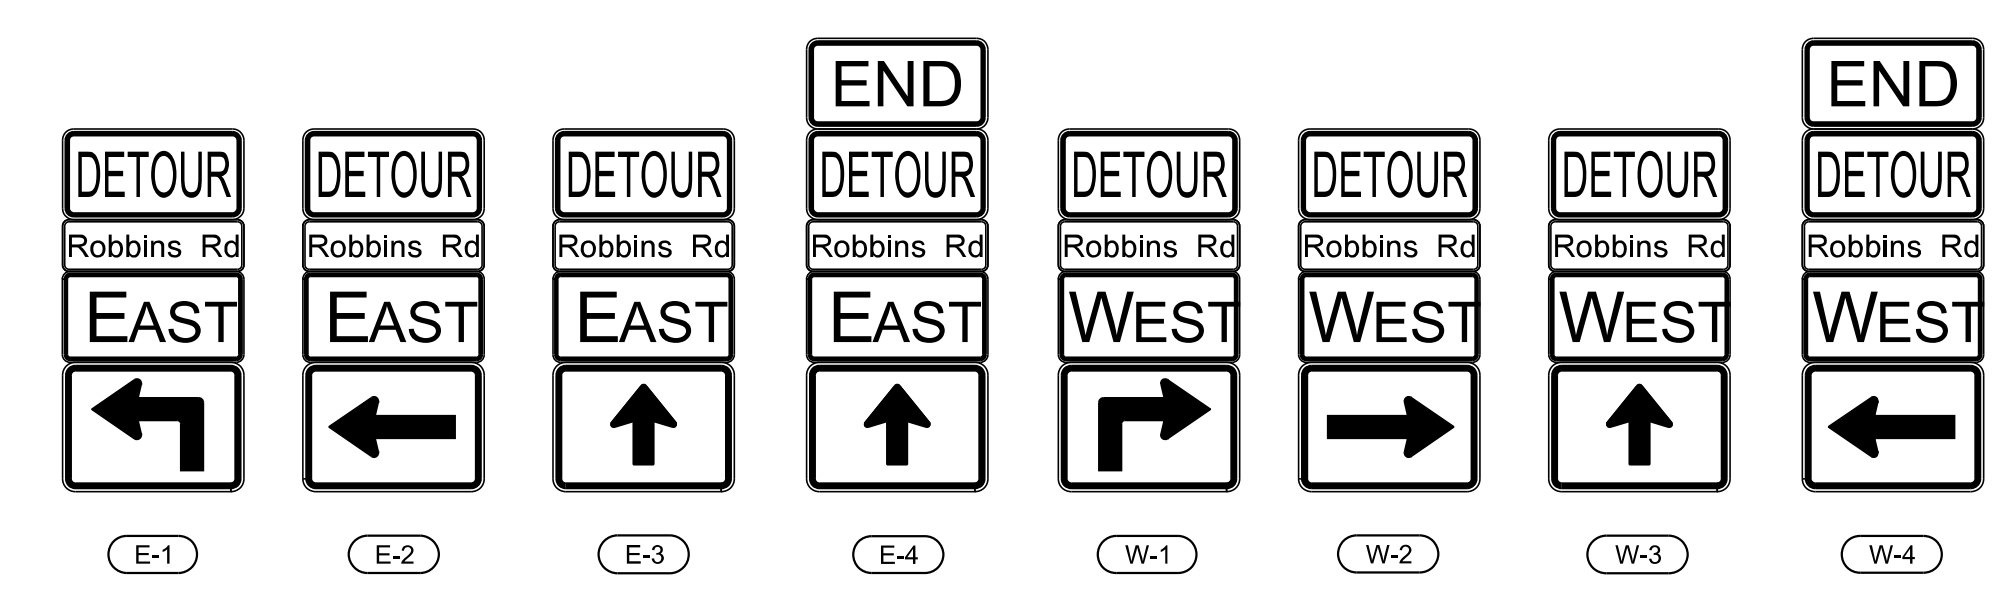 DETOUR
Robbins Rd
EAST
E-1
DETOUR
Robbins Rd
EAST
E-2
DETOUR
Robbins Rd
EAST
E-3
END
DETOUR
Robbins Rd
EAST
E-4
DETOUR
Robbins Rd
WEST
W-1
DETOUR
Robbins Rd
WEST
W-2
DETOUR
Robbins Rd
WEST
W-3
END
DETOUR
Robbins Rd
WEST
W-4